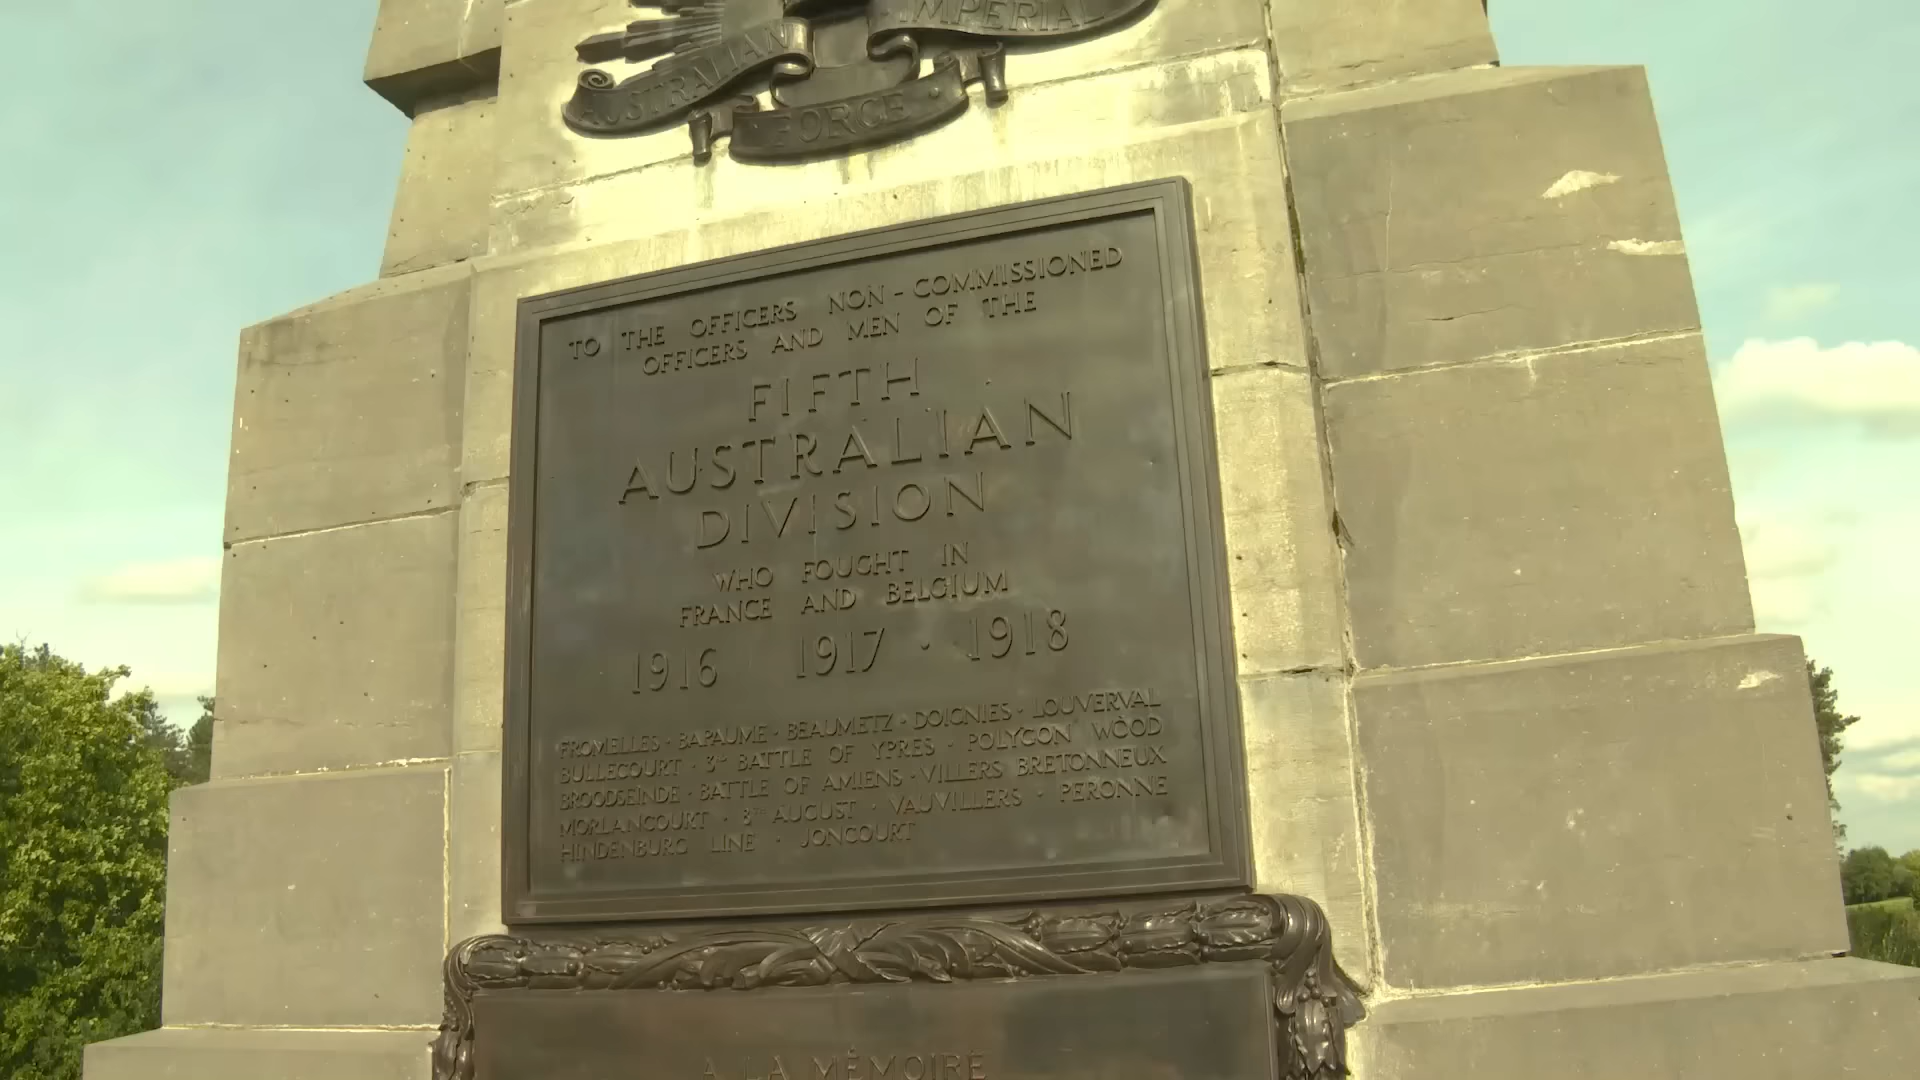 AUSTRALIAN
IMPERIAL
FORCE
TO THE OFFICERS NON-COMMISSIONED
OFFICERS AND MEN OF THE
FIFTH
AUSTRALIAN
DIVISION
WHO FOUGHT IN
FRANCE AND BELGIUM
1916 1917 · 1918
FROMELLES · BAPAUME · BEAUMETZ · DOIGNIES · LOUVERVAL
BULLECOURT · 3RD BATTLE OF YPRES · POLYGON WOOD
BROODSEINDE · BATTLE OF AMIENS · VILLERS BRETONNEUX
MORLANCOURT · 8TH AUGUST · VAUVILLERS · PERONNE
HINDENBURG LINE · JONCOURT
A LA MÉMOIRE